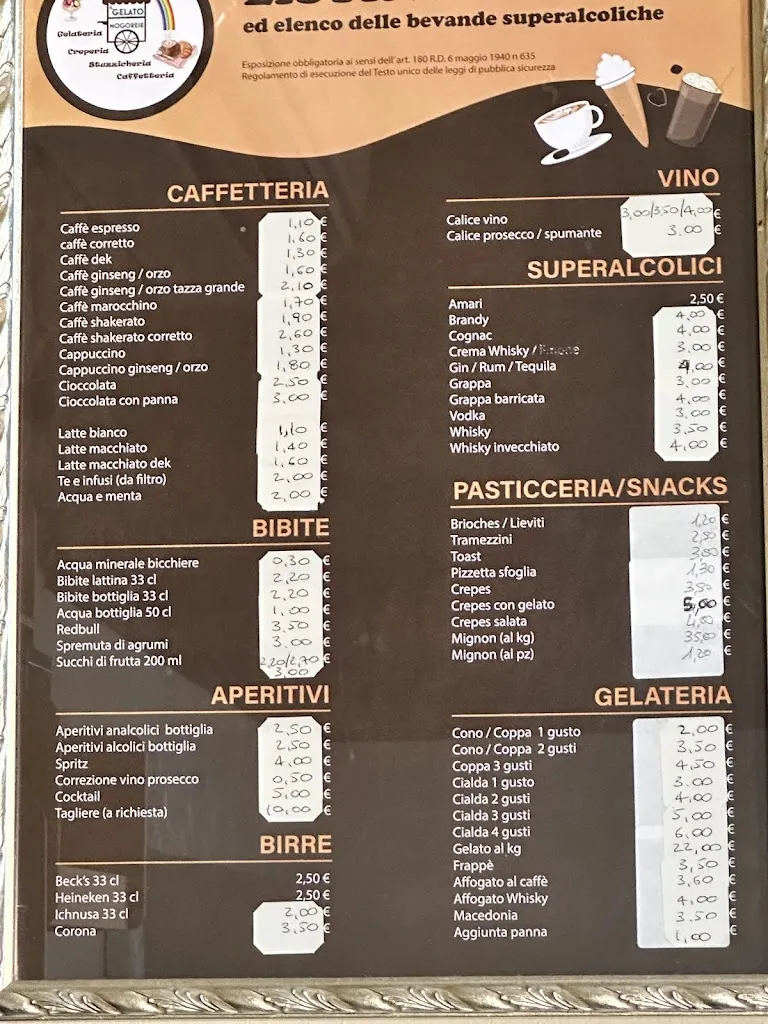 GELATO
NOGOREIE
Gelateria
Creperia
Stuzzicheria
Caffetteria
ed elenco delle bevande superalcoliche
Esposizione obbligatoria ai sensi dell'art. 180 R.D. 6 maggio 1940 n 635
Regolamento di esecuzione del Testo unico delle leggi di pubblica sicurezza
CAFFETTERIA
Caffè espresso 1,10 €
caffè corretto 1,60 €
Caffè dek 1,30 €
Caffè ginseng / orzo 1,60 €
Caffè ginseng / orzo tazza grande 2,10 €
Caffè marocchino 1,70 €
Caffè shakerato 1,90 €
Caffè shakerato corretto 2,60 €
Cappuccino 1,30 €
Cappuccino ginseng / orzo 1,80 €
Cioccolata 2,50 €
Cioccolata con panna 3,00 €
Latte bianco 1,10 €
Latte macchiato 1,40 €
Latte macchiato dek 1,60 €
Te e infusi (da filtro) 2,00 €
Acqua e menta 2,00 €
BIBITE
Acqua minerale bicchiere 0,30 €
Bibite lattina 33 cl 2,20 €
Bibite bottiglia 33 cl 2,20 €
Acqua bottiglia 50 cl 1,00 €
Redbull 3,50 €
Spremuta di agrumi 3,00 €
Succhi di frutta 200 ml 2,20/2,70 €
3,00
APERITIVI
Aperitivi analcolici bottiglia 2,50 €
Aperitivi alcolici bottiglia 2,50 €
Spritz 4,00 €
Correzione vino prosecco 0,50 €
Cocktail 5,00 €
Tagliere (a richiesta) 10,00 €
BIRRE
Beck's 33 cl 2,50 €
Heineken 33 cl 2,50 €
Ichnusa 33 cl 2,00 €
Corona 3,50 €
VINO
Calice vino 3,00/3,50/4,00 €
Calice prosecco / spumante 3.00 €
SUPERALCOLICI
Amari 2,50 €
Brandy 4,00 €
Cognac 4,00 €
Crema Whisky / limone 3,00 €
Gin / Rum / Tequila 4,00 €
Grappa 3,00 €
Grappa barricata 4,00 €
Vodka 3,00 €
Whisky 3,50 €
Whisky invecchiato 4,00 €
PASTICCERIA/SNACKS
Brioches / Lieviti 1,20 €
Tramezzini 2,50 €
Toast 3,50 €
Pizzetta sfoglia 1,30 €
Crepes 3,50 €
Crepes con gelato 5,00 €
Crepes salata 4,50 €
Mignon (al kg) 35,00 €
Mignon (al pz) 1,20 €
GELATERIA
Cono / Coppa 1 gusto 2,00 €
Cono / Coppa 2 gusti 3,50 €
Coppa 3 gusti 4,50 €
Cialda 1 gusto 3.00 €
Cialda 2 gusti 4,00 €
Cialda 3 gusti 5,00 €
Cialda 4 gusti 6,00 €
Gelato al kg 22,00 €
Frappè 3,50 €
Affogato al caffè 3,60 €
Affogato Whisky 4,00 €
Macedonia 3.50 €
Aggiunta panna 1,00 €